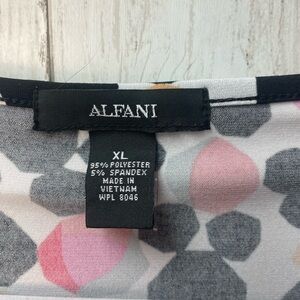 ALFANI
XL
95% POLYESTER
5% SPANDEX
MADE IN
VIETNAM
WPL 8046